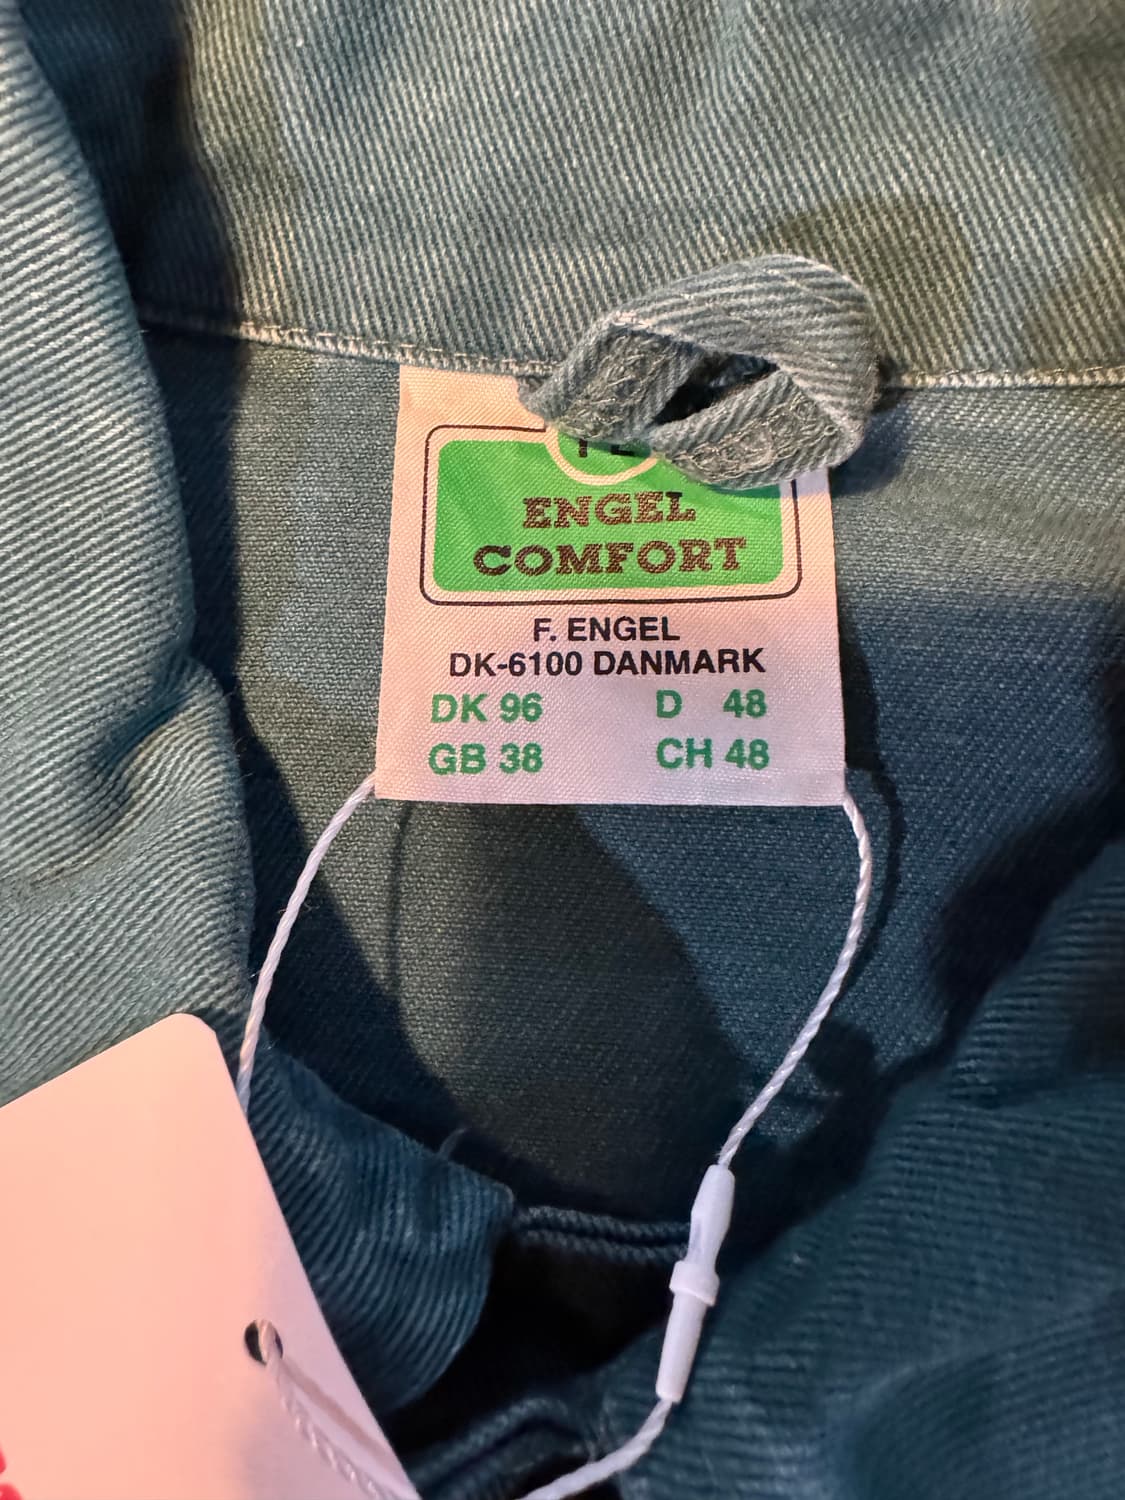 ENGEL
COMFORT
F. ENGEL
DK-6100 DANMARK
DK 96 D 48
GB 38 CH 48